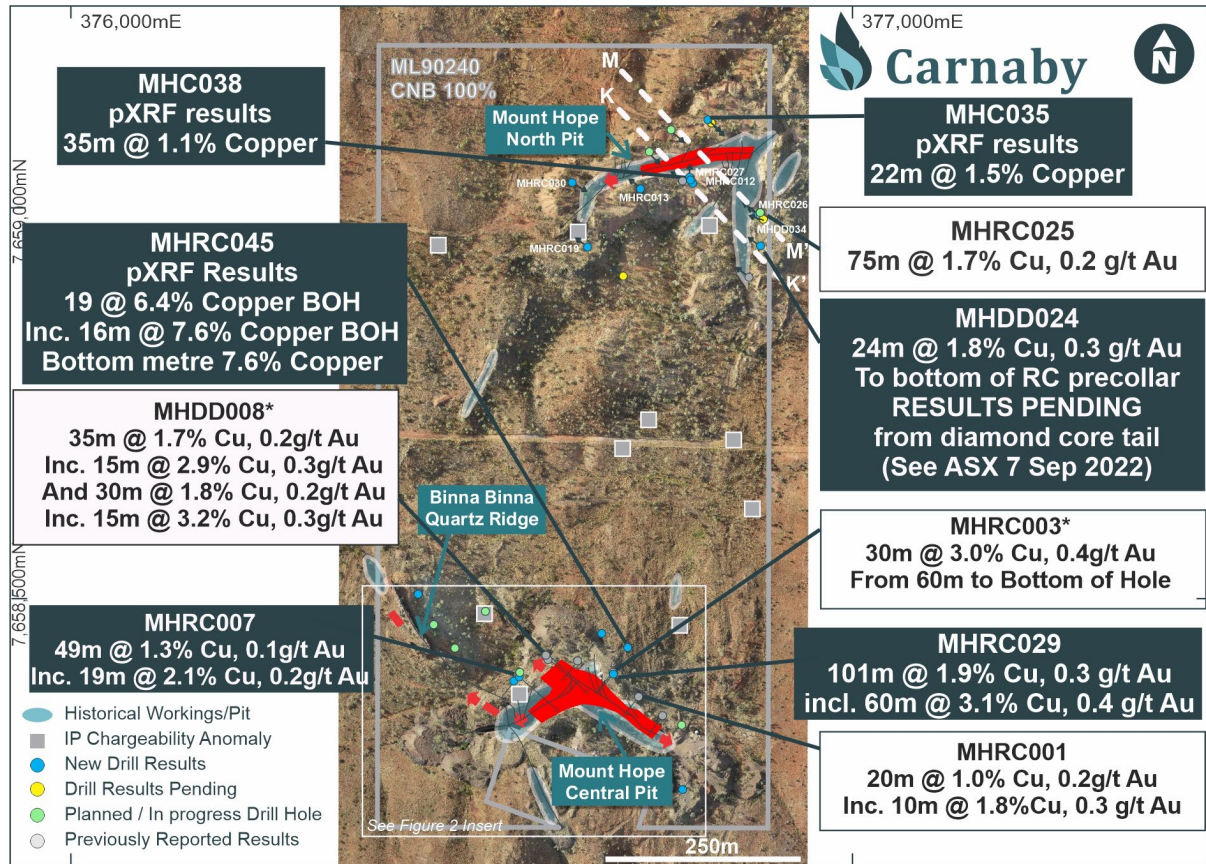 376,000mE
377,000mE
Carnaby
N
ML90240
CNB 100%
M
K
MHC038
pXRF results
35m @ 1.1% Copper
Mount Hope
North Pit
MHC035
pXRF results
22m @ 1.5% Copper
MHRC027
MHRC012
MHRC030
MHRC013
MHRC026
MHDD034
MHRC019
M'
K'
7,659,000mN
MHRC045
pXRF Results
19 @ 6.4% Copper BOH
Inc. 16m @ 7.6% Copper BOH
Bottom metre 7.6% Copper
MHRC025
75m @ 1.7% Cu, 0.2 g/t Au
MHDD024
24m @ 1.8% Cu, 0.3 g/t Au
To bottom of RC precollar
RESULTS PENDING
from diamond core tail
(See ASX 7 Sep 2022)
MHDD008*
35m @ 1.7% Cu, 0.2g/t Au
Inc. 15m @ 2.9% Cu, 0.3g/t Au
And 30m @ 1.8% Cu, 0.2g/t Au
Inc. 15m @ 3.2% Cu, 0.3g/t Au
Binna Binna
Quartz Ridge
MHRC003*
30m @ 3.0% Cu, 0.4g/t Au
From 60m to Bottom of Hole
7,658,500mN
MHRC007
49m @ 1.3% Cu, 0.1g/t Au
Inc. 19m @ 2.1% Cu, 0.2g/t Au
MHRC029
101m @ 1.9% Cu, 0.3 g/t Au
incl. 60m @ 3.1% Cu, 0.4 g/t Au
MHRC001
20m @ 1.0% Cu, 0.2g/t Au
Inc. 10m @ 1.8%Cu, 0.3 g/t Au
Mount Hope
Central Pit
Historical Workings/Pit
IP Chargeability Anomaly
New Drill Results
Drill Results Pending
Planned / In progress Drill Hole
Previously Reported Results
See Figure 2 Insert
250m